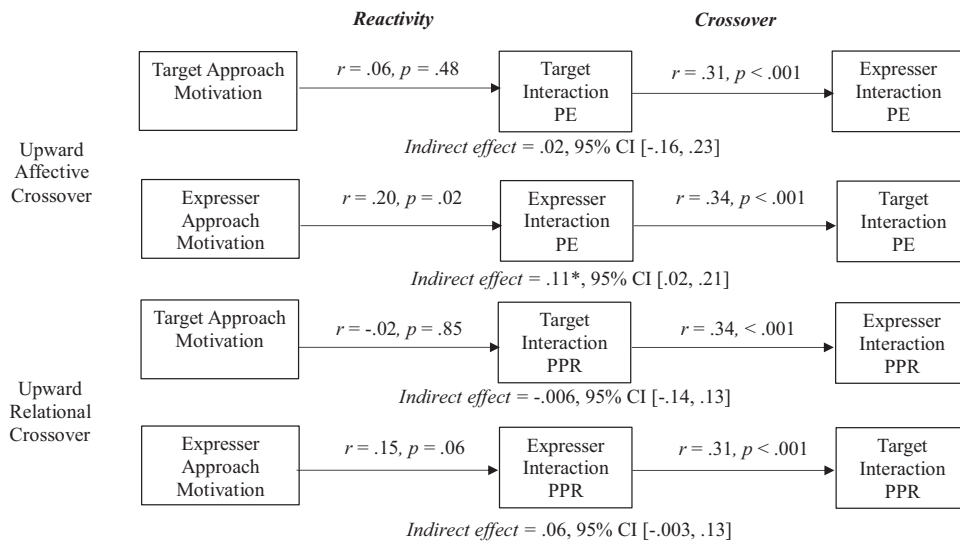 Reactivity
Crossover
Upward
Affective
Crossover
Target Approach
Motivation
r = .06, p = .48
Target
Interaction
PE
r = .31, p < .001
Expresser
Interaction
PE
Indirect effect = .02, 95% CI [-.16, .23]
Expresser
Approach
Motivation
r = .20, p = .02
Expresser
Interaction
PE
r = .34, p < .001
Target
Interaction
PE
Indirect effect = .11*, 95% CI [.02, .21]
Upward
Relational
Crossover
Target Approach
Motivation
r = -.02, p = .85
Target
Interaction
PPR
r = .34, < .001
Expresser
Interaction
PPR
Indirect effect = -.006, 95% CI [-.14, .13]
Expresser
Approach
Motivation
r = .15, p = .06
Expresser
Interaction
PPR
r = .31, p < .001
Target
Interaction
PPR
Indirect effect = .06, 95% CI [-.003, .13]